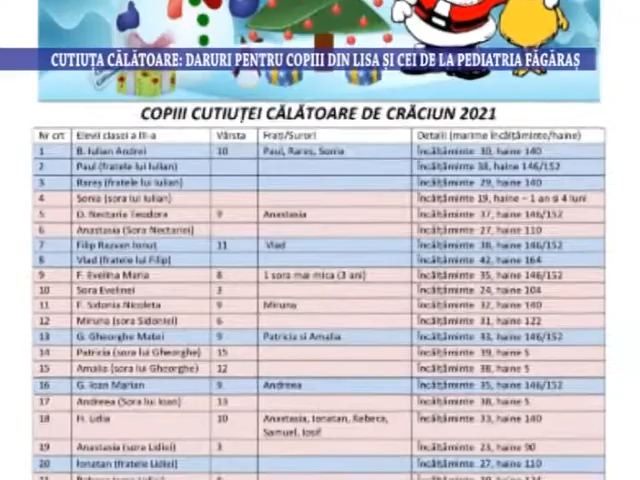 CUTIUȚA CĂLĂTOARE: DARURI PENTRU COPIII DIN LISA ȘI CEI DE LA PEDIATRIA FĂGĂRAȘ
COPIII CUTIUȚEI CĂLĂTOARE DE CRĂCIUN 2021
Nr crt Elevii clasei a III-a Vârsta Frați/Surori Detalii (marime încălțăminte/haine)
1 B. Iulian Andrei 10 Paul, Rares, Sonia Încălțăminte 30, haine 140
2 Paul (fratele lui Iulian) Încălțăminte 38, haine 146/152
3 Rareș (fratele lui Iulian) Încălțăminte 29, haine 140
4 Sonia (sora lui Iulian) Încălțăminte 19, haine – 1 an si 4 luni
5 D. Nectaria Teodora 9 Anastasia Încălțăminte 37, haine 146/152
6 Anastasia (Sora Nectariei) Încălțăminte 27, haine 110
7 Filip Razvan Ionuț 11 Vlad Încălțăminte 38, haine 146/152
8 Vlad (fratele lui Filip) Încălțăminte 42, haine 164
9 F. Evelina Maria 8 1 sora mai mica (3 ani) Încălțăminte 35, haine 146/152
10 Sora Evelinei 3 Încălțăminte 24, haine 104
11 F. Sidonia Nicoleta 9 Miruna Încălțăminte 32, haine 140
12 Miruna (sora Sidoniei) 6 Încălțăminte 31, haine 122
13 G. Gheorghe Matei 9 Patricia si Amalia Încălțăminte 33, haine 146/152
14 Patricia (sora lui Gheorghe) 15 Încălțăminte 39, haine S
15 Amalia (sora lui Gheorghe) 12 Încălțăminte 38, haine S
16 G. Ioan Marian 9 Andreea Încălțăminte 35, haine 146/152
17 Andreea (Sora lui Ioan) 13 Încălțăminte 38, haine S
18 H. Lidia 10 Anastasia, Ionatan, Rebeca, Încălțăminte 33, haine 140
Samuel, Iosif
19 Anastasia (sora Lidiei) 3 Încălțăminte 23, haine 90
20 Ionatan (fratele Lidiei) Încălțăminte 27, haine 110